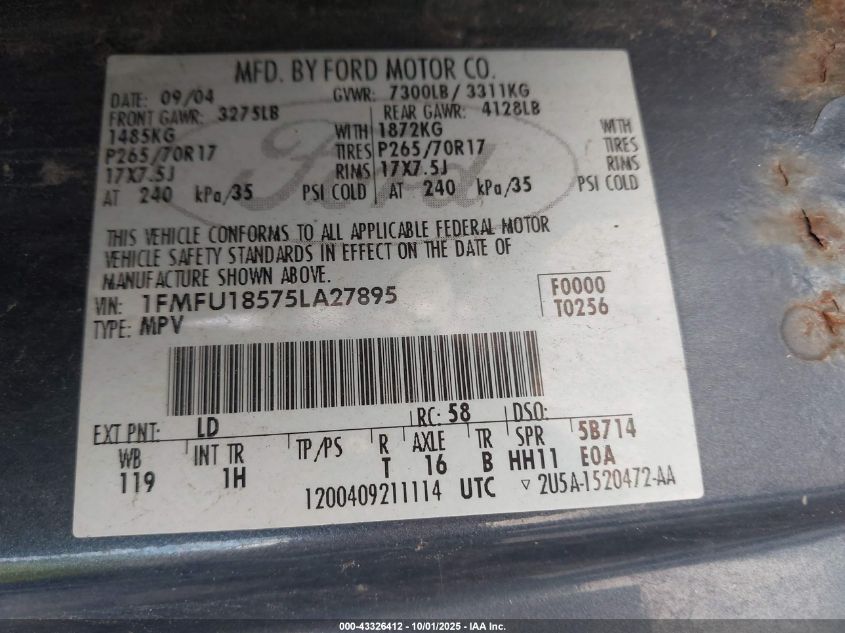 MFD. BY FORD MOTOR CO.
DATE: 09/04 GVWR: 7300LB / 3311KG
FRONT GAWR: 3275LB REAR GAWR: 4128LB
1485KG WITH 1872KG WITH
P265/70R17 TIRES P265/70R17 TIRES
17X7.5J RIMS 17X7.5J RIMS
AT 240 kPa/35 PSI COLD AT 240 kPa/35 PSI COLD
Ford
THIS VEHICLE CONFORMS TO ALL APPLICABLE FEDERAL MOTOR
VEHICLE SAFETY STANDARDS IN EFFECT ON THE DATE OF
MANUFACTURE SHOWN ABOVE.
VIN: 1FMFU18575LA27895 F0000
TYPE: MPV T0256
EXT PNT: LD RC: 58 DSO: 5B714
WB INT TR TP/PS R AXLE TR SPR E0A
119 1H T 16 B HH11
1200409211114 UTC ▽ 2U5A-1520472-AA
000-43326412 - 10/01/2025 - IAA Inc.